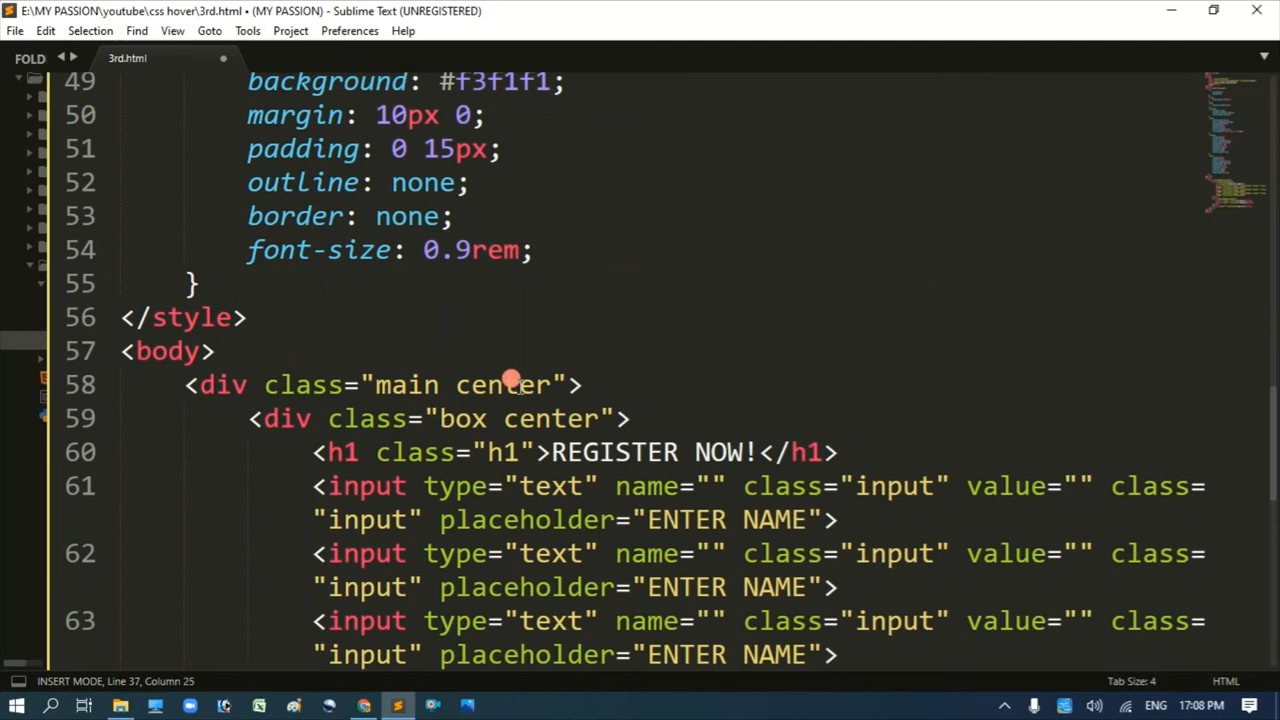 E:\MY PASSION\youtube\css hover\3rd.html • (MY PASSION) - Sublime Text (UNREGISTERED)
File Edit Selection Find View Goto Tools Project Preferences Help
FOLD 3rd.html
49 background: #f3f1f1;
50 margin: 10px 0;
51 padding: 0 15px;
52 outline: none;
53 border: none;
54 font-size: 0.9rem;
55 }
56 </style>
57 <body>
58 <div class="main center">
59 <div class="box center">
60 <h1 class="h1">REGISTER NOW!</h1>
61 <input type="text" name="" class="input" value="" class=
"input" placeholder="ENTER NAME">
62 <input type="text" name="" class="input" value="" class=
"input" placeholder="ENTER NAME">
63 <input type="text" name="" class="input" value="" class=
"input" placeholder="ENTER NAME">
INSERT MODE, Line 37, Column 25 Tab Size: 4 HTML
ENG 17:08 PM